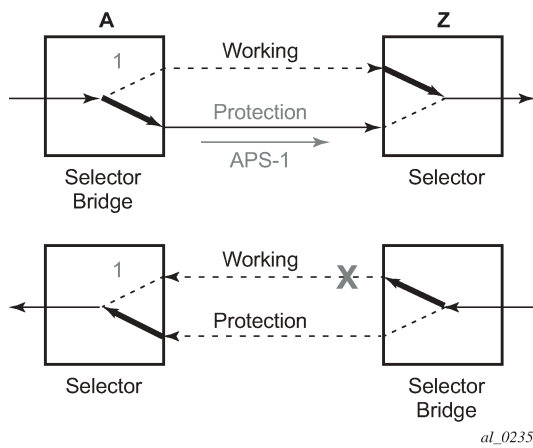 A
Z
1
Working
Protection
APS-1
Selector
Bridge
Selector
1
Working
X
Protection
Selector
Selector
Bridge
al_0235